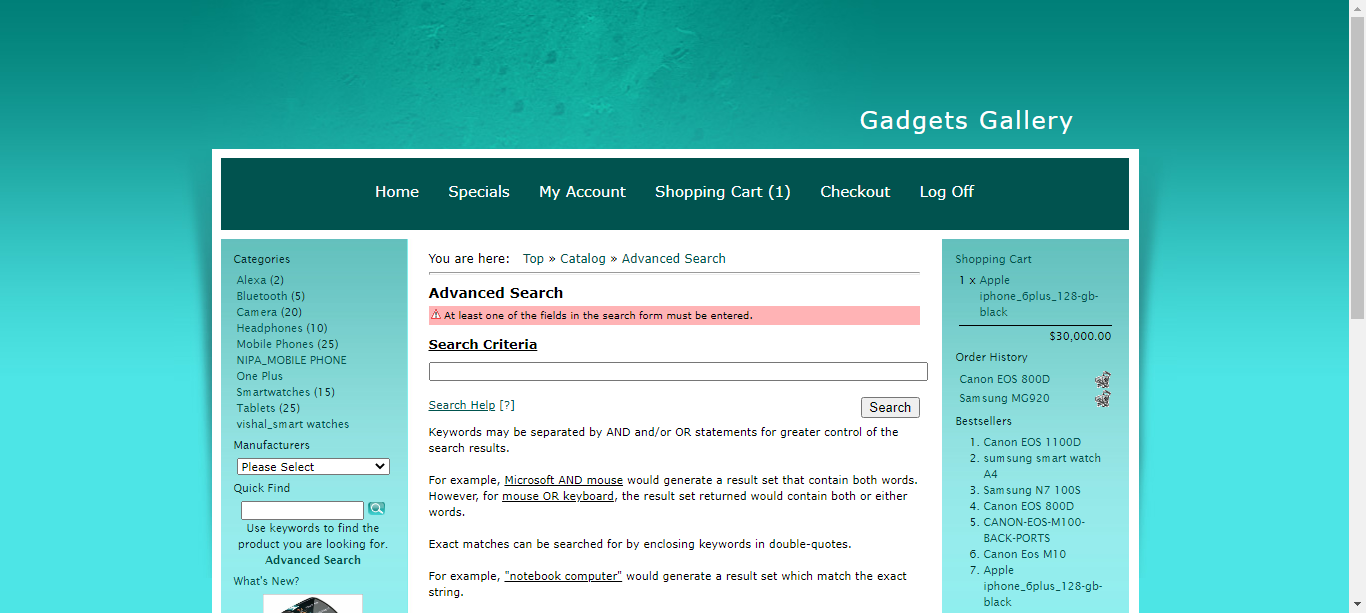 Gadgets Gallery
Home Specials My Account Shopping Cart (1) Checkout Log Off
Categories
Alexa (2)
Bluetooth (5)
Camera (20)
Headphones (10)
Mobile Phones (25)
NIPA_MOBILE PHONE
One Plus
Smartwatches (15)
Tablets (25)
vishal_smart watches
Manufacturers
Please Select
Quick Find
Use keywords to find the
product you are looking for.
Advanced Search
What's New?
You are here: Top » Catalog » Advanced Search
Advanced Search
At least one of the fields in the search form must be entered.
Search Criteria
Search Help [?]
Search
Keywords may be separated by AND and/or OR statements for greater control of the
search results.
For example, Microsoft AND mouse would generate a result set that contain both words.
However, for mouse OR keyboard, the result set returned would contain both or either
words.
Exact matches can be searched for by enclosing keywords in double-quotes.
For example, "notebook computer" would generate a result set which match the exact
string.
Shopping Cart
1 x Apple
iphone_6plus_128-gb-
black
$30,000.00
Order History
Canon EOS 800D
Samsung MG920
Bestsellers
1. Canon EOS 1100D
2. sumsung smart watch
A4
3. Samsung N7 100S
4. Canon EOS 800D
5. CANON-EOS-M100-
BACK-PORTS
6. Canon Eos M10
7. Apple
iphone_6plus_128-gb-
black